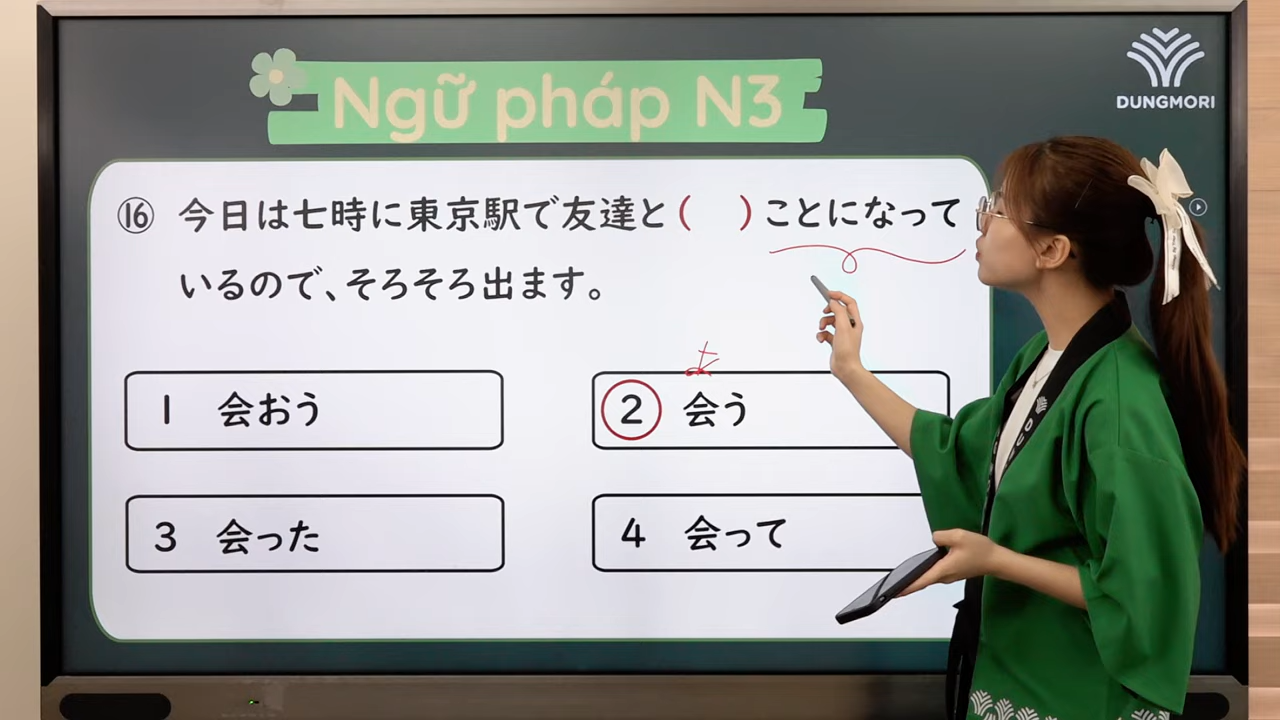 Ngữ pháp N3
DUNGMORI
⑯ 今日は七時に東京駅で友達と( )ことになって
いるので、そろそろ出ます。
1 会おう
2 会う
3 会った
4 会って